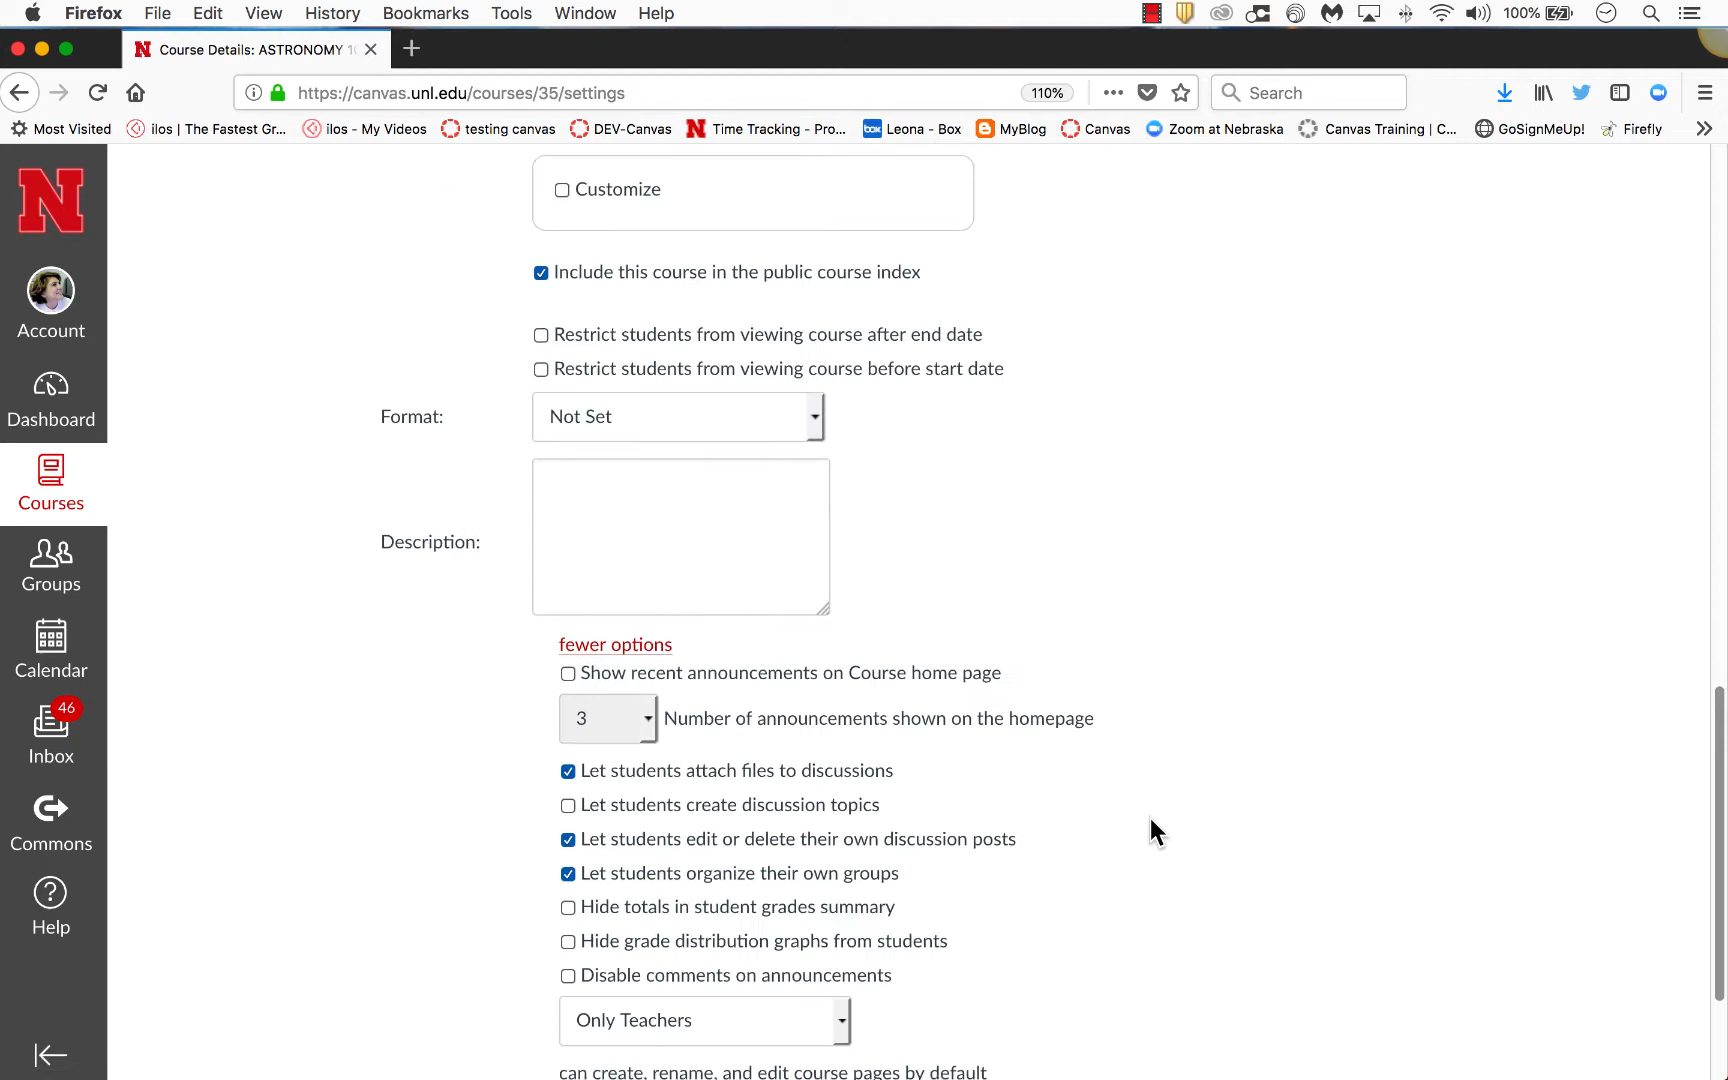 Firefox File Edit View History Bookmarks Tools Window Help 100%
N Course Details: ASTRONOMY 10
https://canvas.unl.edu/courses/35/settings 110% Search
Most Visited ilos | The Fastest Gr... ilos - My Videos testing canvas DEV-Canvas N Time Tracking - Pro... box Leona - Box MyBlog Canvas Zoom at Nebraska Canvas Training | C... GoSignMeUp! Firefly
N
Account
Dashboard
Courses
Groups
Calendar
46
Inbox
Commons
Help
Customize
Include this course in the public course index
Restrict students from viewing course after end date
Restrict students from viewing course before start date
Format: Not Set
Description:
fewer options
Show recent announcements on Course home page
3 Number of announcements shown on the homepage
Let students attach files to discussions
Let students create discussion topics
Let students edit or delete their own discussion posts
Let students organize their own groups
Hide totals in student grades summary
Hide grade distribution graphs from students
Disable comments on announcements
Only Teachers
can create, rename, and edit course pages by default